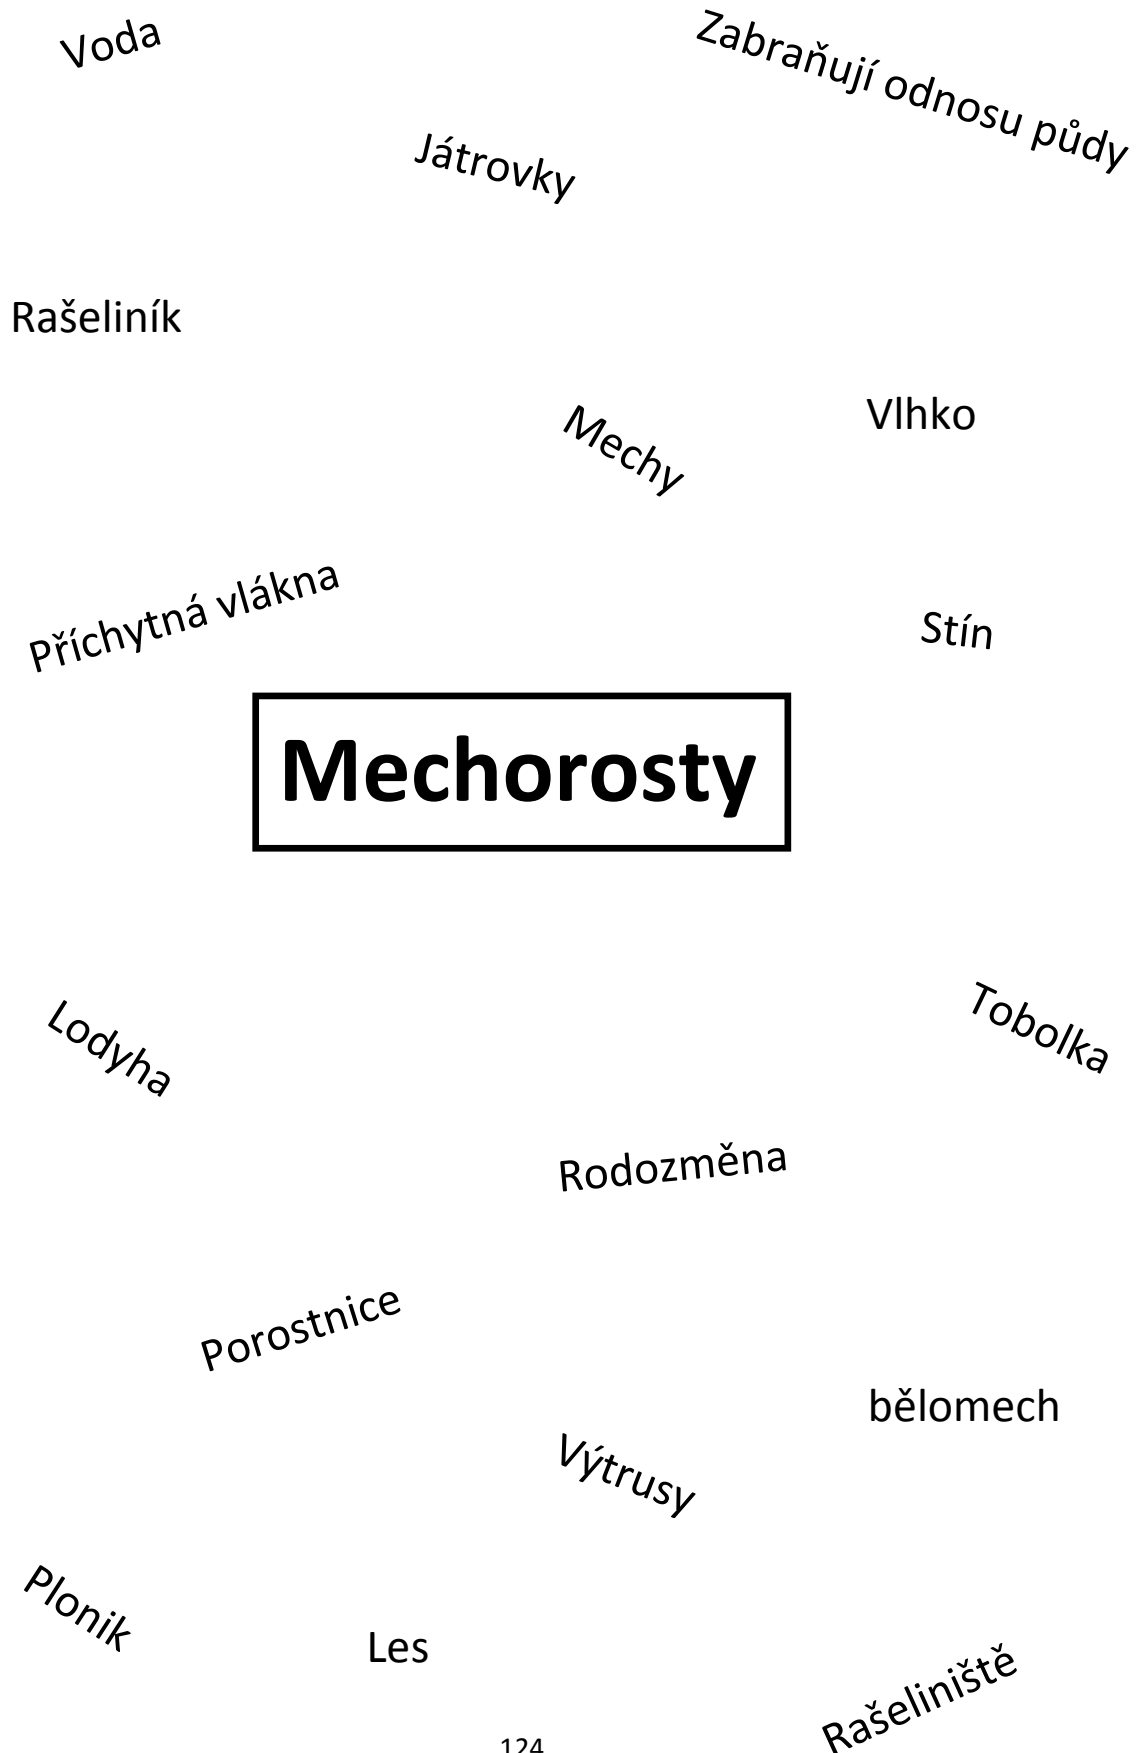 Voda
Zabraňují odnosu půdy
Játrovky
Rašeliník
Vlhko
Mechy
Příchytná vlákna
Stín
Mechorosty
Lodyha
Tobolka
Rodozměna
Porostnice
bělomech
Výtrusy
Plonik
Les
Rašeliniště
124